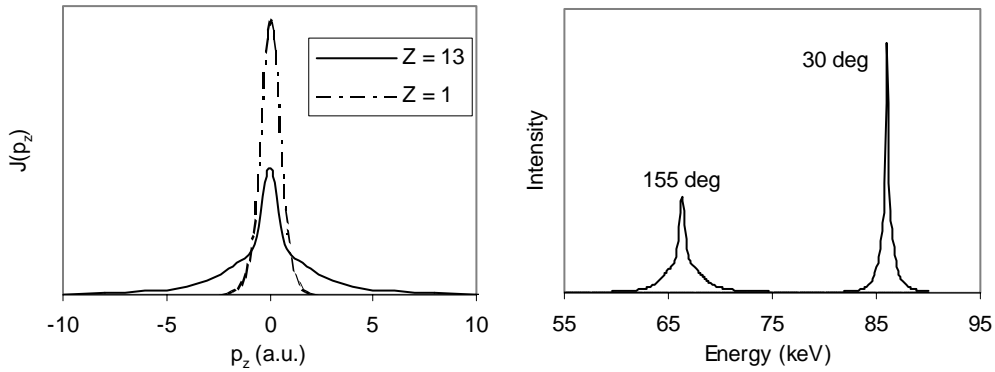 J(p_z)
Z = 13
Z = 1
-10 -5 0 5 10
p_z (a.u.)
Intensity
155 deg
30 deg
55 65 75 85 95
Energy (keV)